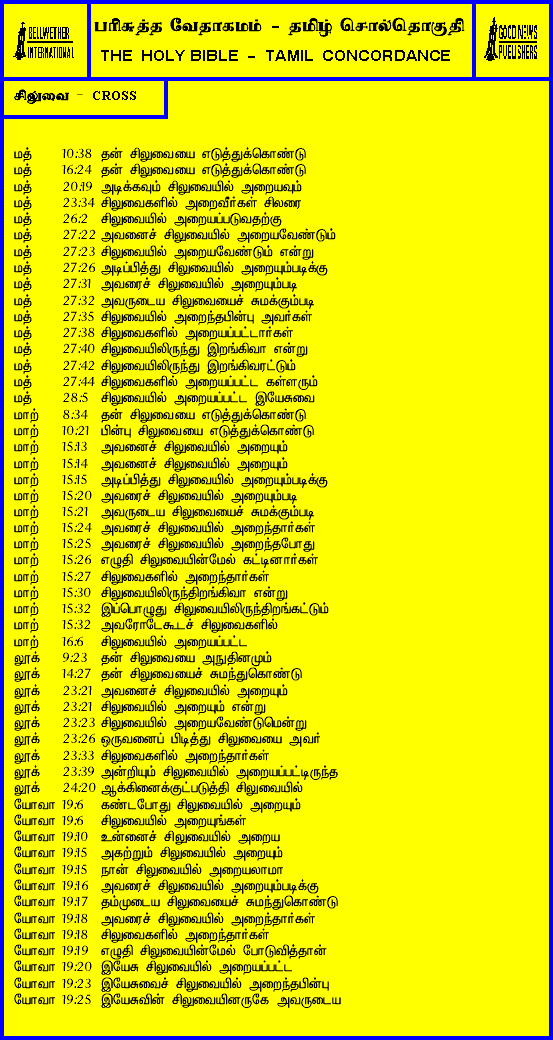 BELLWETHER
INTERNATIONAL
பரிசுத்த வேதாகமம் - தமிழ் சொல்தொகுதி
THE HOLY BIBLE - TAMIL CONCORDANCE
GOOD NEWS
PUBLISHERS
சிலுவை - CROSS
மத் 10:38 தன் சிலுவையை எடுத்துக்கொண்டு
மத் 16:24 தன் சிலுவையை எடுத்துக்கொண்டு
மத் 20:19 அடிக்கவும் சிலுவையில் அறையவும்
மத் 23:34 சிலுவைகளில் அறைவீர்கள் சிலரை
மத் 26:2 சிலுவையில் அறையப்படுவதற்கு
மத் 27:22 அவனைச் சிலுவையில் அறையவேண்டும்
மத் 27:23 சிலுவையில் அறையவேண்டும் என்று
மத் 27:26 அடிப்பித்து சிலுவையில் அறையும்படிக்கு
மத் 27:31 அவரைச் சிலுவையில் அறையும்படி
மத் 27:32 அவருடைய சிலுவையைச் சுமக்கும்படி
மத் 27:35 சிலுவையில் அறைந்தபின்பு அவர்கள்
மத் 27:38 சிலுவைகளில் அறையப்பட்டார்கள்
மத் 27:40 சிலுவையிலிருந்து இறங்கிவா என்று
மத் 27:42 சிலுவையிலிருந்து இறங்கிவரட்டும்
மத் 27:44 சிலுவைகளில் அறையப்பட்ட கள்ளரும்
மத் 28:5 சிலுவையில் அறையப்பட்ட இயேசுவை
மாற் 8:34 தன் சிலுவையை எடுத்துக்கொண்டு
மாற் 10:21 பின்பு சிலுவையை எடுத்துக்கொண்டு
மாற் 15:13 அவனைச் சிலுவையில் அறையும்
மாற் 15:14 அவனைச் சிலுவையில் அறையும்
மாற் 15:15 அடிப்பித்து சிலுவையில் அறையும்படிக்கு
மாற் 15:20 அவரைச் சிலுவையில் அறையும்படி
மாற் 15:21 அவருடைய சிலுவையைச் சுமக்கும்படி
மாற் 15:24 அவரைச் சிலுவையில் அறைந்தார்கள்
மாற் 15:25 அவரைச் சிலுவையில் அறைந்தபோது
மாற் 15:26 எழுதி சிலுவையின்மேல் கட்டினார்கள்
மாற் 15:27 சிலுவைகளில் அறைந்தார்கள்
மாற் 15:30 சிலுவையிலிருந்திறங்கிவா என்று
மாற் 15:32 இப்பொழுது சிலுவையிலிருந்திறங்கட்டும்
மாற் 15:32 அவரோடேகூடச் சிலுவைகளில்
மாற் 16:6 சிலுவையில் அறையப்பட்ட
லூக் 9:23 தன் சிலுவையை அநுதினமும்
லூக் 14:27 தன் சிலுவையைச் சுமந்துகொண்டு
லூக் 23:21 அவனைச் சிலுவையில் அறையும்
லூக் 23:21 சிலுவையில் அறையும் என்று
லூக் 23:23 சிலுவையில் அறையவேண்டுமென்று
லூக் 23:26 ஒருவனைப் பிடித்து சிலுவையை அவர்
லூக் 23:33 சிலுவைகளில் அறைந்தார்கள்
லூக் 23:39 அன்றியும் சிலுவையில் அறையப்பட்டிருந்த
லூக் 24:20 ஆக்கினைக்குட்படுத்தி சிலுவையில்
யோவா 19:6 கண்டபோது சிலுவையில் அறையும்
யோவா 19:6 சிலுவையில் அறையுங்கள்
யோவா 19:10 உன்னைச் சிலுவையில் அறைய
யோவா 19:15 அகற்றும் சிலுவையில் அறையும்
யோவா 19:15 நான் சிலுவையில் அறையலாமா
யோவா 19:16 அவரைச் சிலுவையில் அறையும்படிக்கு
யோவா 19:17 தம்முடைய சிலுவையைச் சுமந்துகொண்டு
யோவா 19:18 அவரைச் சிலுவையில் அறைந்தார்கள்
யோவா 19:18 சிலுவைகளில் அறைந்தார்கள்
யோவா 19:19 எழுதி சிலுவையின்மேல் போடுவித்தான்
யோவா 19:20 இயேசு சிலுவையில் அறையப்பட்ட
யோவா 19:23 இயேசுவைச் சிலுவையில் அறைந்தபின்பு
யோவா 19:25 இயேசுவின் சிலுவையினருகே அவருடைய